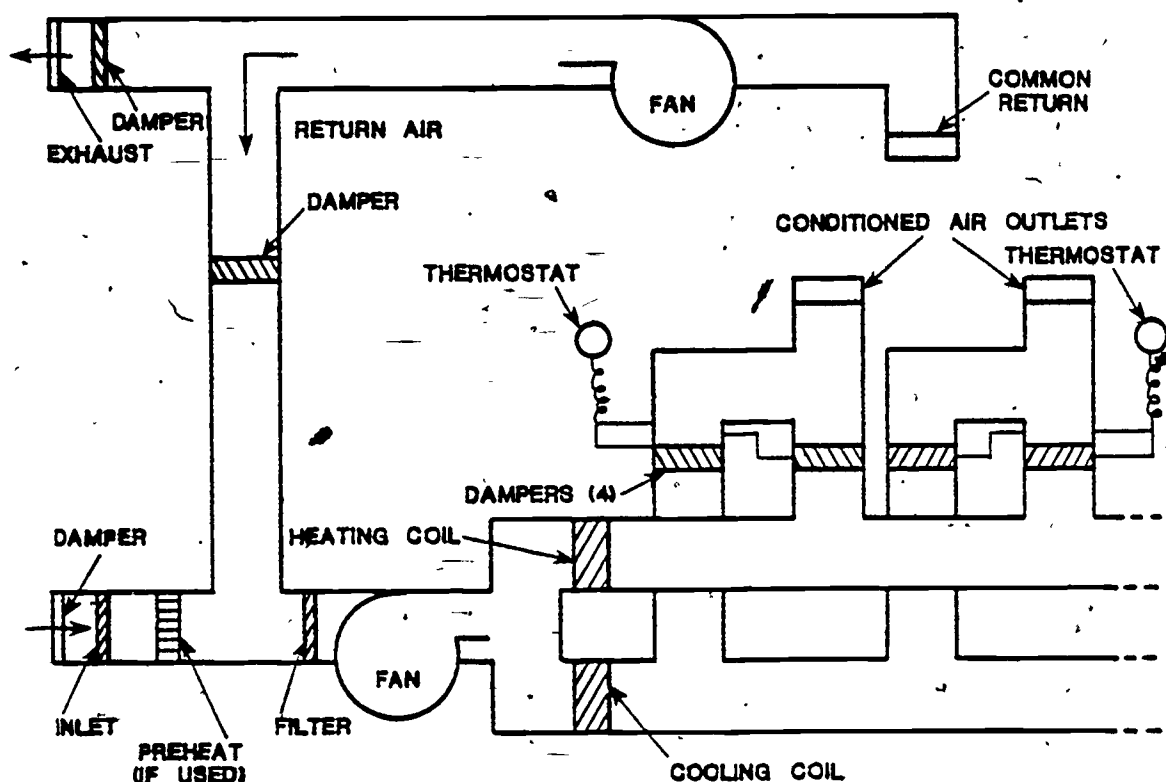 FAN
COMMON
RETURN
DAMPER
EXHAUST
RETURN AIR
DAMPER
CONDITIONED AIR OUTLETS
THERMOSTAT
THERMOSTAT
DAMPERS (4)
DAMPER
HEATING COIL
FAN
INLET
FILTER
PREHEAT
(IF USED)
COOLING COIL